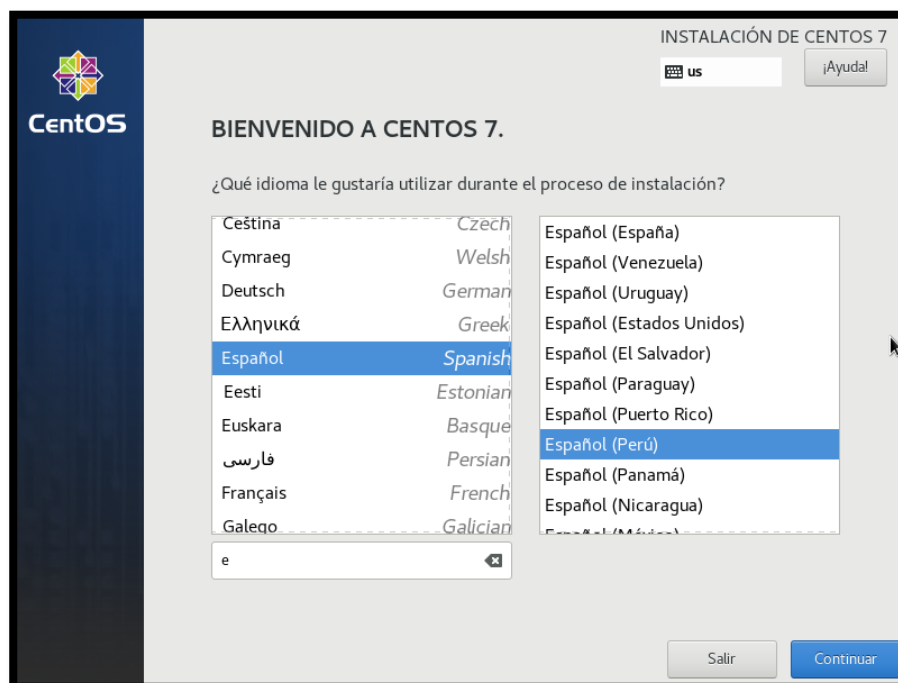 INSTALACIÓN DE CENTOS 7
us
¡Ayuda!
CentOS
BIENVENIDO A CENTOS 7.
¿Qué idioma le gustaría utilizar durante el proceso de instalación?
Čeština Czech
Cymraeg Welsh
Deutsch German
Ελληνικά Greek
Español Spanish
Eesti Estonian
Euskara Basque
فارسی Persian
Français French
Galego Galician
e
Español (España)
Español (Venezuela)
Español (Uruguay)
Español (Estados Unidos)
Español (El Salvador)
Español (Paraguay)
Español (Puerto Rico)
Español (Perú)
Español (Panamá)
Español (Nicaragua)
Español (México)
Salir
Continuar